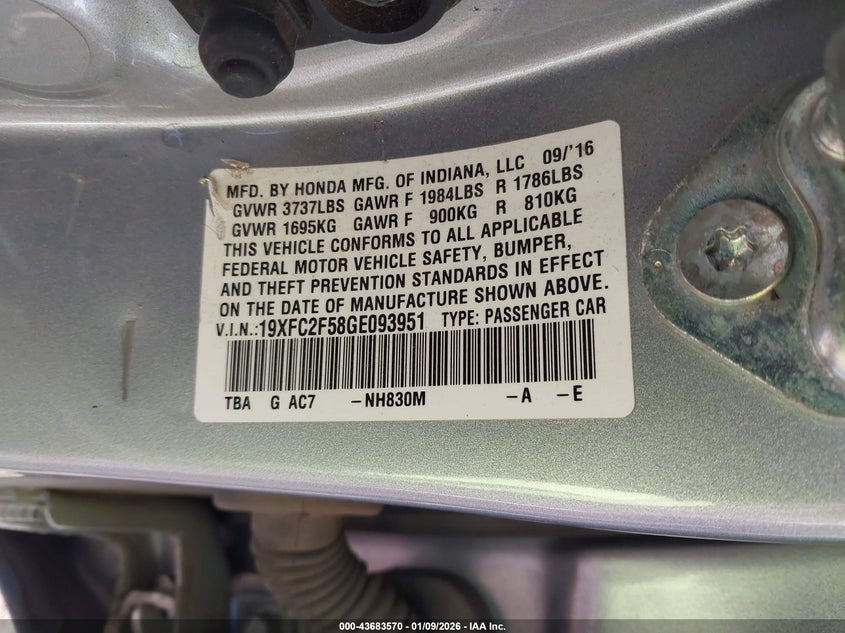 MFD. BY HONDA MFG. OF INDIANA, LLC 09/'16
GVWR 3737LBS GAWR F 1984LBS R 1786LBS
GVWR 1695KG GAWR F 900KG R 810KG
THIS VEHICLE CONFORMS TO ALL APPLICABLE
FEDERAL MOTOR VEHICLE SAFETY, BUMPER,
AND THEFT PREVENTION STANDARDS IN EFFECT
ON THE DATE OF MANUFACTURE SHOWN ABOVE.
V.I.N.:19XFC2F58GE093951 TYPE: PASSENGER CAR
TBA G AC7 -NH830M -A -E
000-43683570 - 01/09/2026 - IAA Inc.